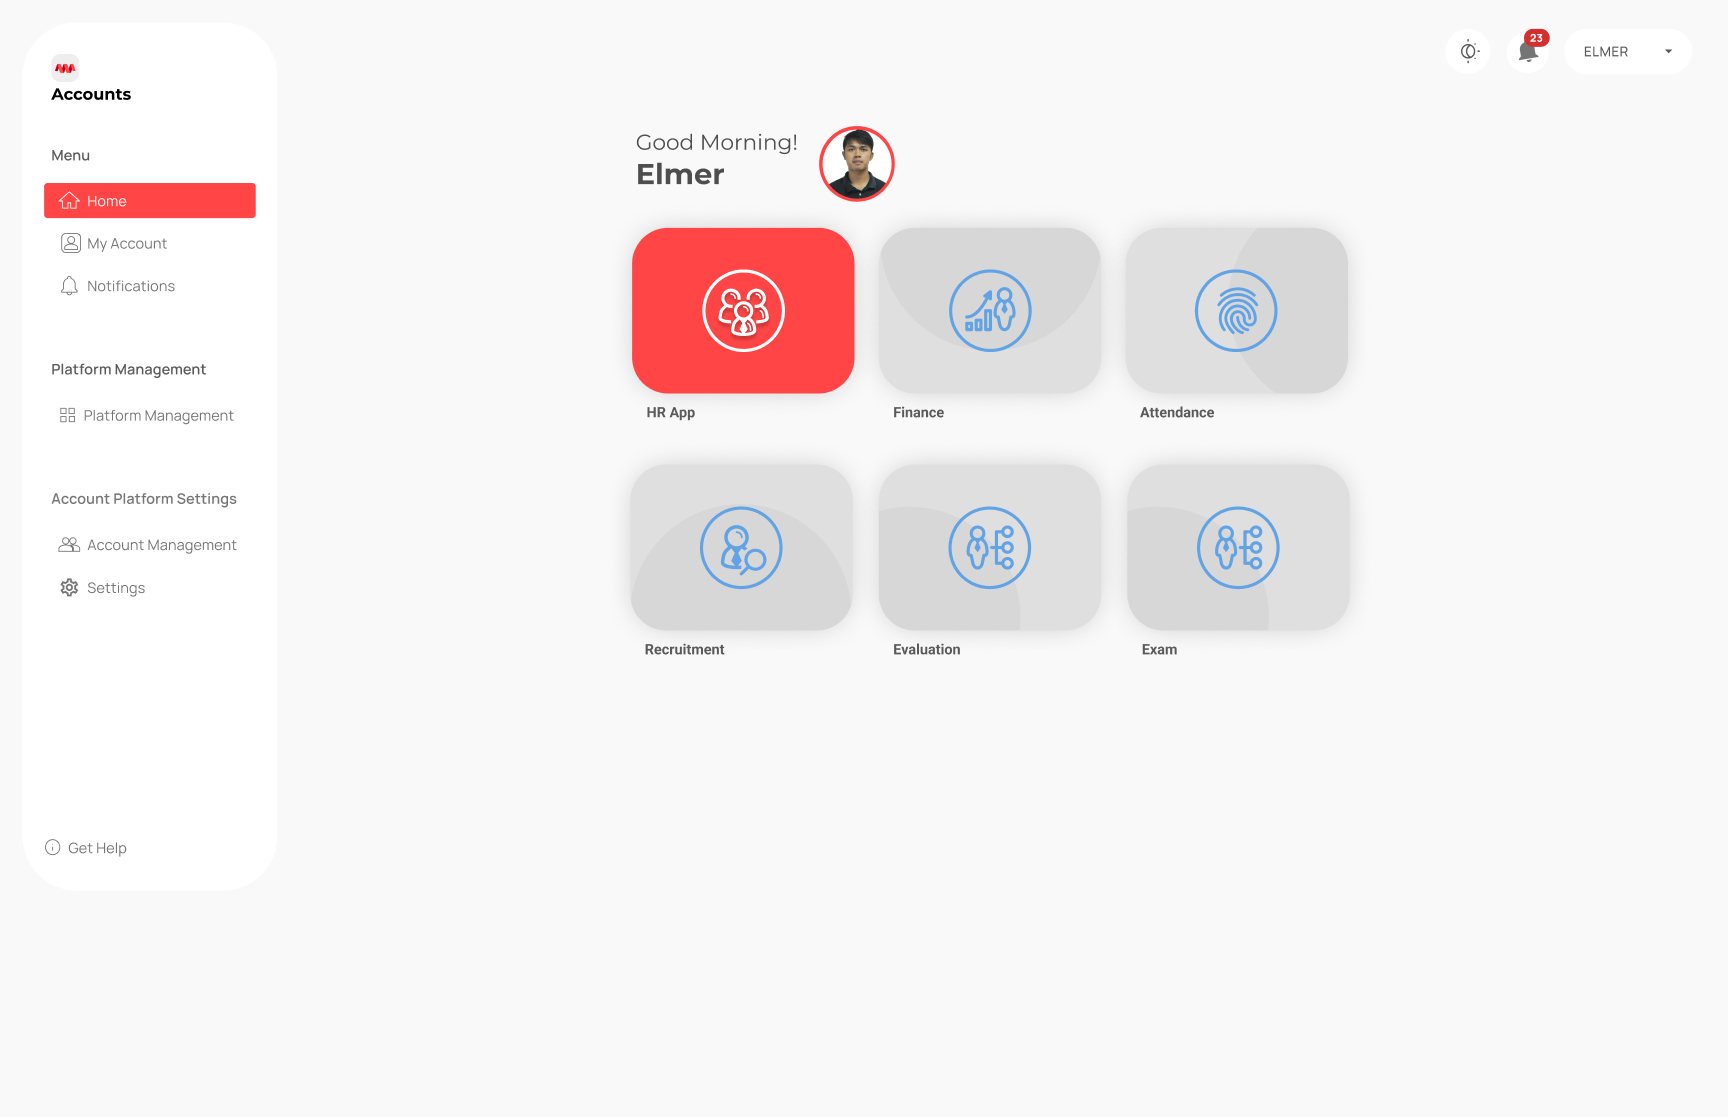 Accounts
Menu
Home
My Account
Notifications
Platform Management
Platform Management
Account Platform Settings
Account Management
Settings
Get Help
23
ELMER
Good Morning!
Elmer
HR App
Finance
Attendance
Recruitment
Evaluation
Exam